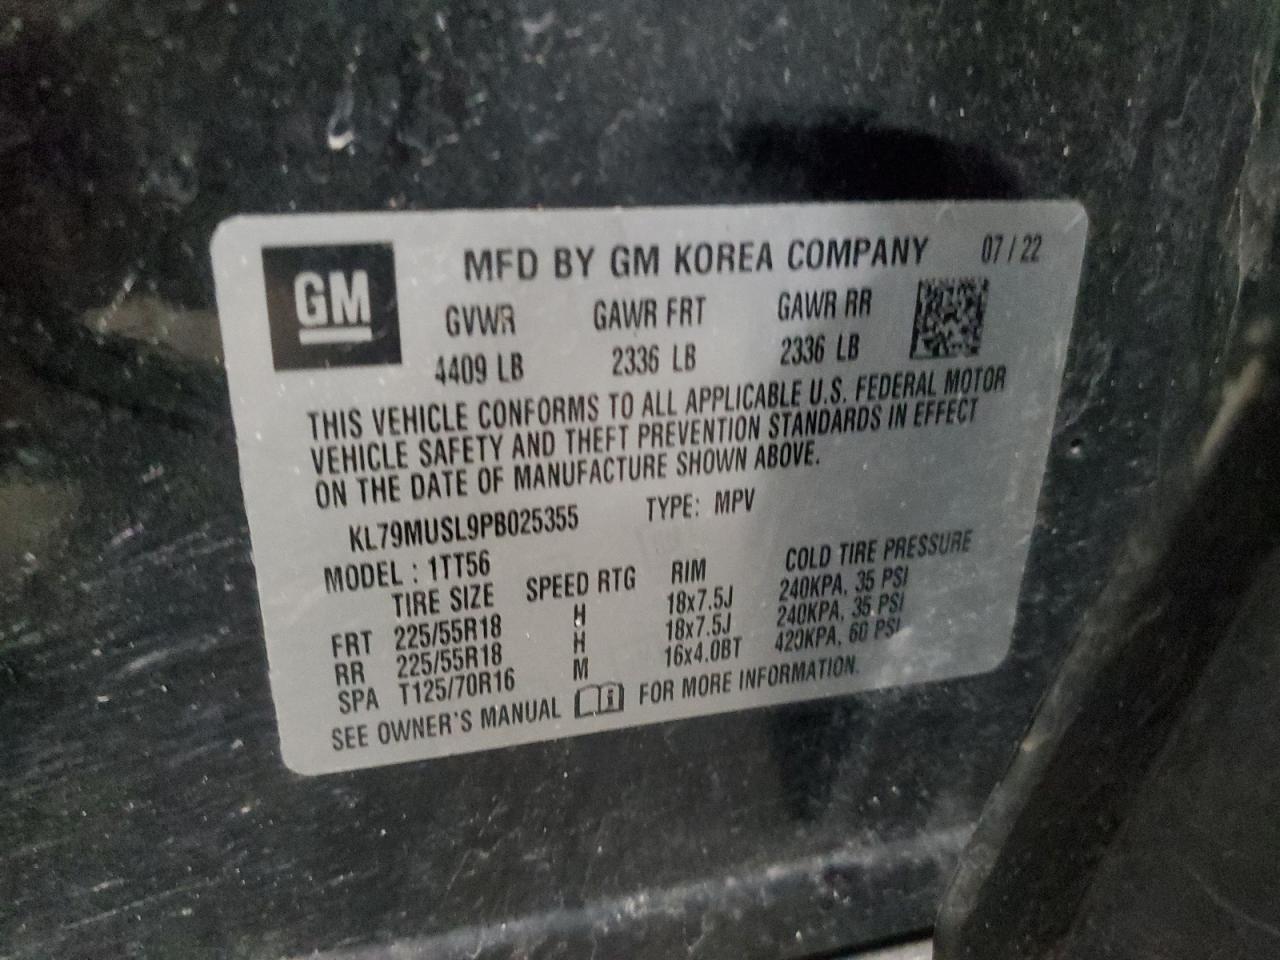 GM
MFD BY GM KOREA COMPANY 07/22
GVWR GAWR FRT GAWR RR
4409 LB 2336 LB 2336 LB
THIS VEHICLE CONFORMS TO ALL APPLICABLE U.S. FEDERAL MOTOR
VEHICLE SAFETY AND THEFT PREVENTION STANDARDS IN EFFECT
ON THE DATE OF MANUFACTURE SHOWN ABOVE.
KL79MUSL9PB025355 TYPE: MPV
MODEL : 1TT56
TIRE SIZE SPEED RTG RIM COLD TIRE PRESSURE
FRT 225/55R18 H 18x7.5J 240KPA, 35 PSI
RR 225/55R18 H 18x7.5J 240KPA, 35 PSI
SPA T125/70R16 M 16x4.0BT 420KPA, 60 PSI
SEE OWNER'S MANUAL FOR MORE INFORMATION.